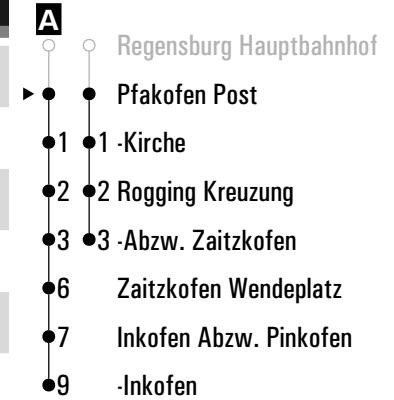 A
Regensburg Hauptbahnhof
Pfakofen Post
1 1 -Kirche
2 2 Rogging Kreuzung
3 3 -Abzw. Zaitzkofen
6 Zaitzkofen Wendeplatz
7 Inkofen Abzw. Pinkofen
9 -Inkofen